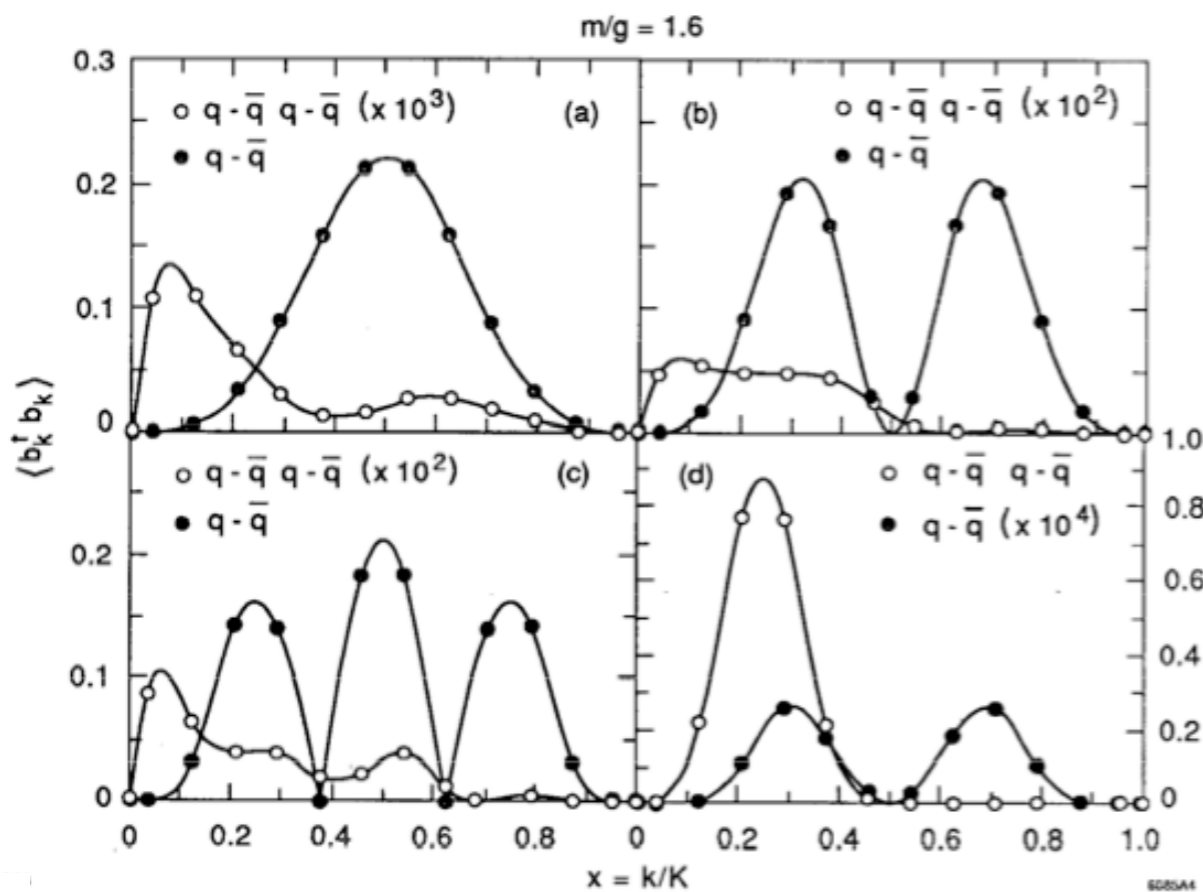 m/g = 1.6
0.3
○ q - q̅ q - q̅ (x 10³) (a)
● q - q̅
(b) ○ q - q̅ q - q̅ (x 10²)
● q - q̅
0.2
0.1
0
1.0
⟨b†ₖ bₖ⟩
○ q - q̅ q - q̅ (x 10²) (c)
● q - q̅
(d) ○ q - q̅ q - q̅
● q - q̅ (x 10⁴)
0.2
0.1
0
0.8
0.6
0.4
0.2
0
0 0.2 0.4 0.6 0.8 0 0.2 0.4 0.6 0.8 1.0
x = k/K